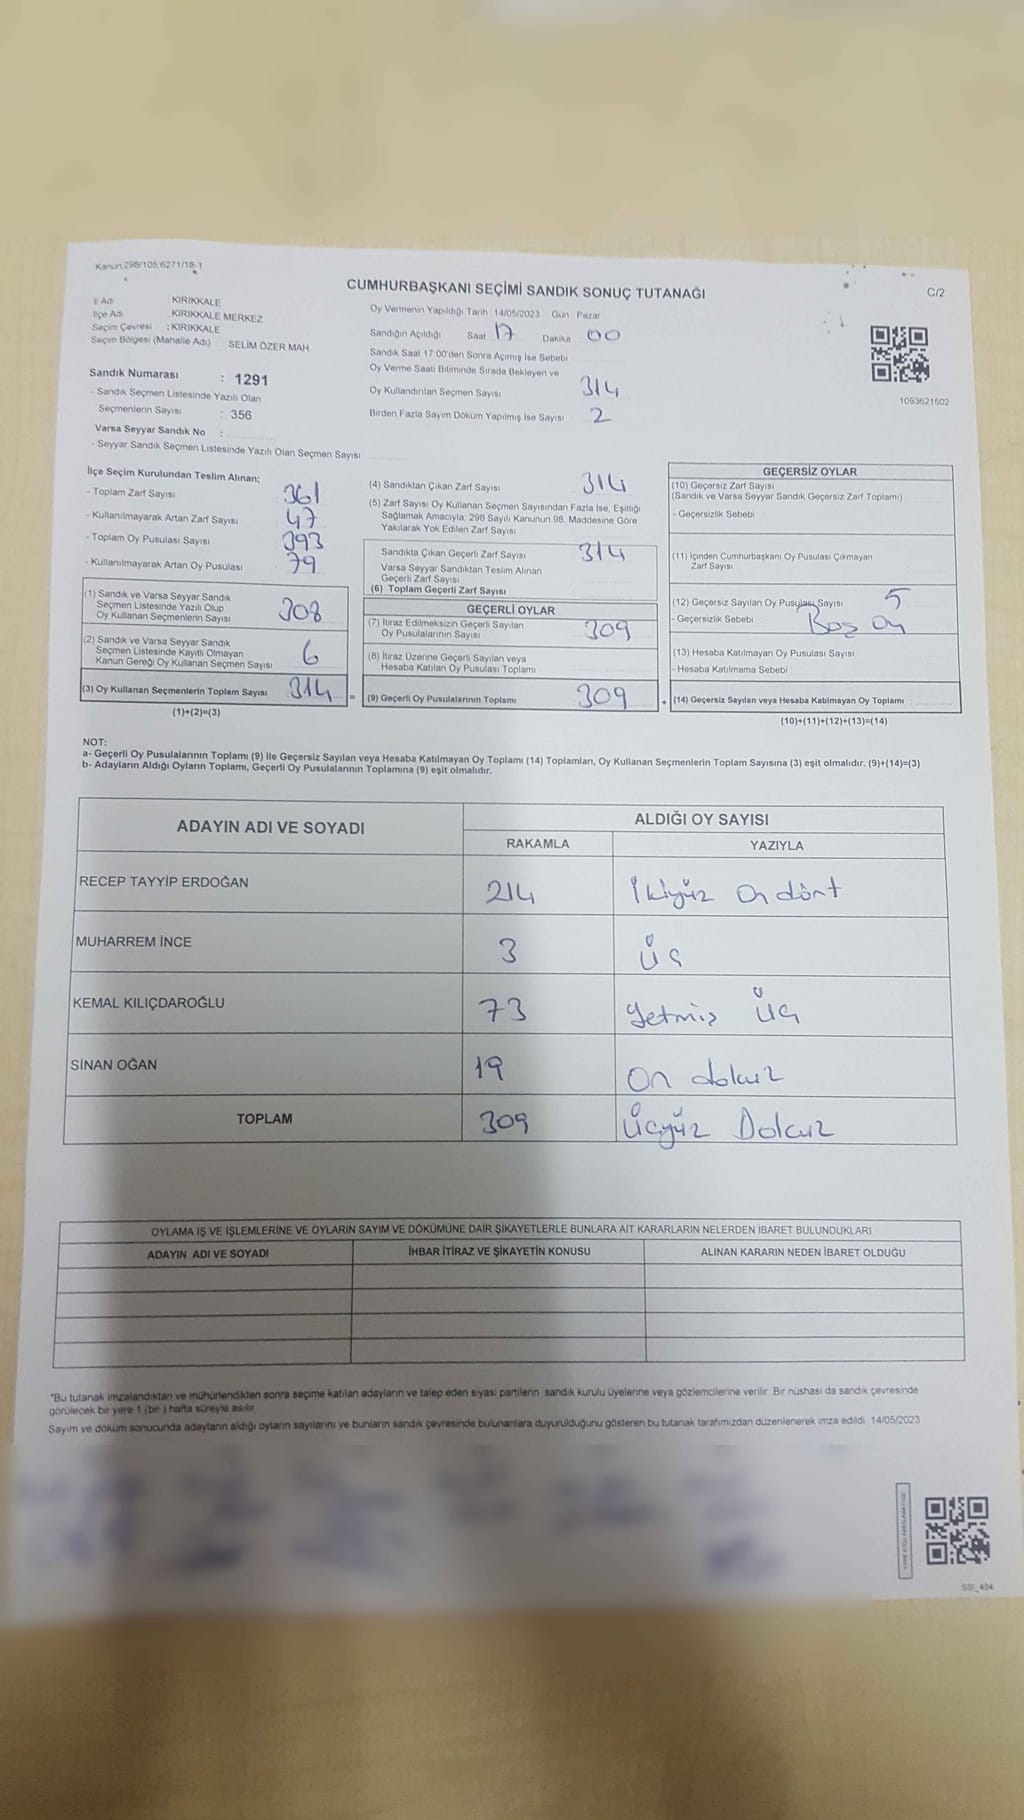 Kanun 298/105 6271/18-1
CUMHURBAŞKANI SEÇİMİ SANDIK SONUÇ TUTANAĞI
C/2
İl Adı : KIRIKKALE
İlçe Adı : KIRIKKALE MERKEZ
Seçim Çevresi : KIRIKKALE
Seçim Bölgesi (Mahalle Adı) SELİM ÖZER MAH.
Sandık Numarası : 1291
- Sandık Seçmen Listesinde Yazılı Olan
Seçmenlerin Sayısı : 356
Varsa Seyyar Sandık No :
- Seyyar Sandık Seçmen Listesinde Yazılı Olan Seçmen Sayısı
Oy Vermenin Yapıldığı Tarih : 14/05/2023 Gün Pazar
Sandığın Açıldığı Saat 17 Dakika 00
Sandık Saat 17:00'den Sonra Açımış İse Sebebi
Oy Verme Saati Bitiminde Sırada Bekleyen ve
Oy Kullandırılan Seçmen Sayısı 314
Birden Fazla Sayım Döküm Yapılmış İse Sayısı 2
1093621502
İlçe Seçim Kurulundan Teslim Alınan;
- Toplam Zarf Sayısı 361
- Kullanılmayarak Artan Zarf Sayısı 47
- Toplam Oy Pusulası Sayısı 393
- Kullanılmayarak Artan Oy Pusulası 79
(1) Sandık ve Varsa Seyyar Sandık
Seçmen Listesinde Yazılı Olup
Oy Kullanan Seçmenlerin Sayısı 308
(2) Sandık ve Varsa Seyyar Sandık
Seçmen Listesinde Kayıtlı Olmayan
Kanun Gereği Oy Kullanan Seçmen Sayısı 6
(3) Oy Kullanan Seçmenlerin Toplam Sayısı 314 =
(1)+(2)=(3)
(4) Sandıktan Çıkan Zarf Sayısı 314
(5) Zarf Sayısı Oy Kullanan Seçmen Sayısından Fazla İse, Eşitliği
Sağlamak Amacıyla, 298 Sayılı Kanunun 98. Maddesine Göre
Yakılarak Yok Edilen Zarf Sayısı
Sandıkta Çıkan Geçerli Zarf Sayısı 314
Varsa Seyyar Sandıktan Teslim Alınan
Geçerli Zarf Sayısı
(6) Toplam Geçerli Zarf Sayısı
GEÇERLİ OYLAR
(7) İtiraz Edilmeksizin Geçerli Sayılan
Oy Pusulalarının Sayısı 309
(8) İtiraz Üzerine Geçerli Sayılan veya
Hesaba Katılan Oy Pusulası Toplamı
(9) Geçerli Oy Pusulalarının Toplamı 309 +
GEÇERSİZ OYLAR
(10) Geçersiz Zarf Sayısı
(Sandık ve Varsa Seyyar Sandık Geçersiz Zarf Toplamı)
- Geçersizlik Sebebi
(11) İçinden Cumhurbaşkanı Oy Pusulası Çıkmayan
Zarf Sayısı
(12) Geçersiz Sayılan Oy Pusulası Sayısı 5
- Geçersizlik Sebebi : Boş oy
(13) Hesaba Katılmayan Oy Pusulası Sayısı
- Hesaba Katılmama Sebebi
(14) Geçersiz Sayılan veya Hesaba Katılmayan Oy Toplamı
(10)+(11)+(12)+(13)=(14)
NOT:
a- Geçerli Oy Pusulalarının Toplamı (9) ile Geçersiz Sayılan veya Hesaba Katılmayan Oy Toplamı (14) Toplamları, Oy Kullanan Seçmenlerin Toplam Sayısına (3) eşit olmalıdır. (9)+(14)=(3)
b- Adayların Aldığı Oyların Toplamı, Geçerli Oy Pusulalarının Toplamına (9) eşit olmalıdır.
ADAYIN ADI VE SOYADI
ALDIĞI OY SAYISI
RAKAMLA YAZIYLA
RECEP TAYYİP ERDOĞAN 214 İkiyüz on dört
MUHARREM İNCE 3 üç
KEMAL KILIÇDAROĞLU 73 Yetmiş üç
SİNAN OĞAN 19 On dokuz
TOPLAM 309 Üçyüz Dokuz
OYLAMA İŞ VE İŞLEMLERİNE VE OYLARIN SAYIM VE DÖKÜMÜNE DAİR ŞİKAYETLERLE BUNLARA AİT KARARLARIN NELERDEN İBARET BULUNDUKLARI
ADAYIN ADI VE SOYADI İHBAR İTİRAZ VE ŞİKAYETİN KONUSU ALINAN KARARIN NEDEN İBARET OLDUĞU
"Bu tutanak imzalandıktan ve mühürlendikten sonra seçime katılan adayların ve talep eden siyasi partilerin sandık kurulu üyelerine veya gözlemcilerine verilir. Bir nüshası da sandık çevresinde
görülecek bir yere 1 (bir) hafta süreyle asılır.
Sayım ve döküm sonucunda adayların aldığı oyların sayılarını ve bunların sandık çevresinde bulunanlara duyurulduğunu gösteren bu tutanak tarafımızdan düzenlenerek imza edildi. 14/05/2023
SSI_404